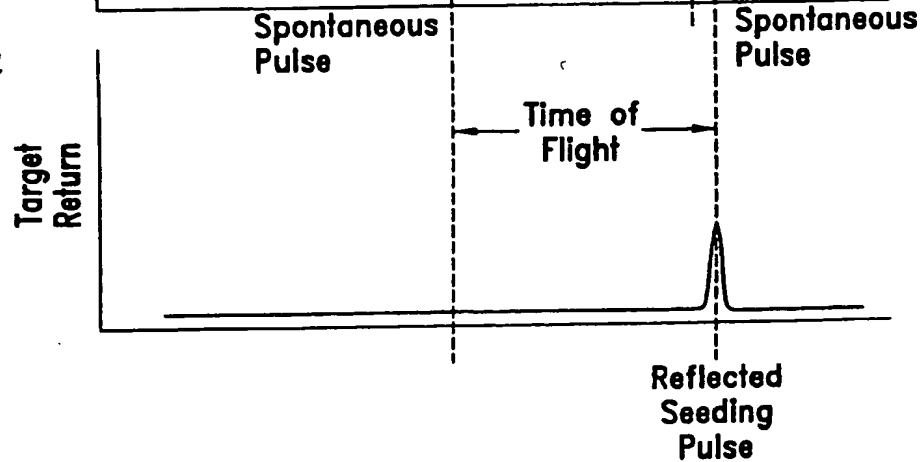 Spontaneous
Pulse
Spontaneous
Pulse
Time of
Flight
Target
Return
Reflected
Seeding
Pulse